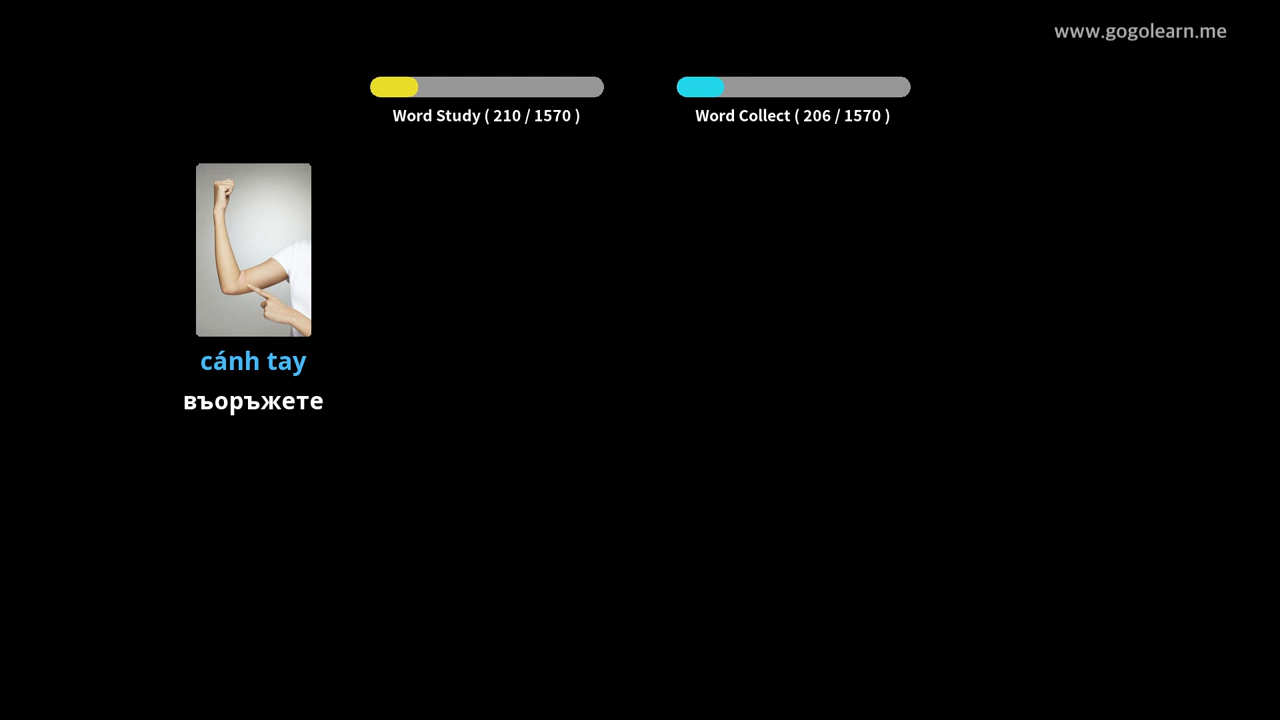 www.gogolearn.me
Word Study ( 210 / 1570 )
Word Collect ( 206 / 1570 )
cánh tay
въоръжете